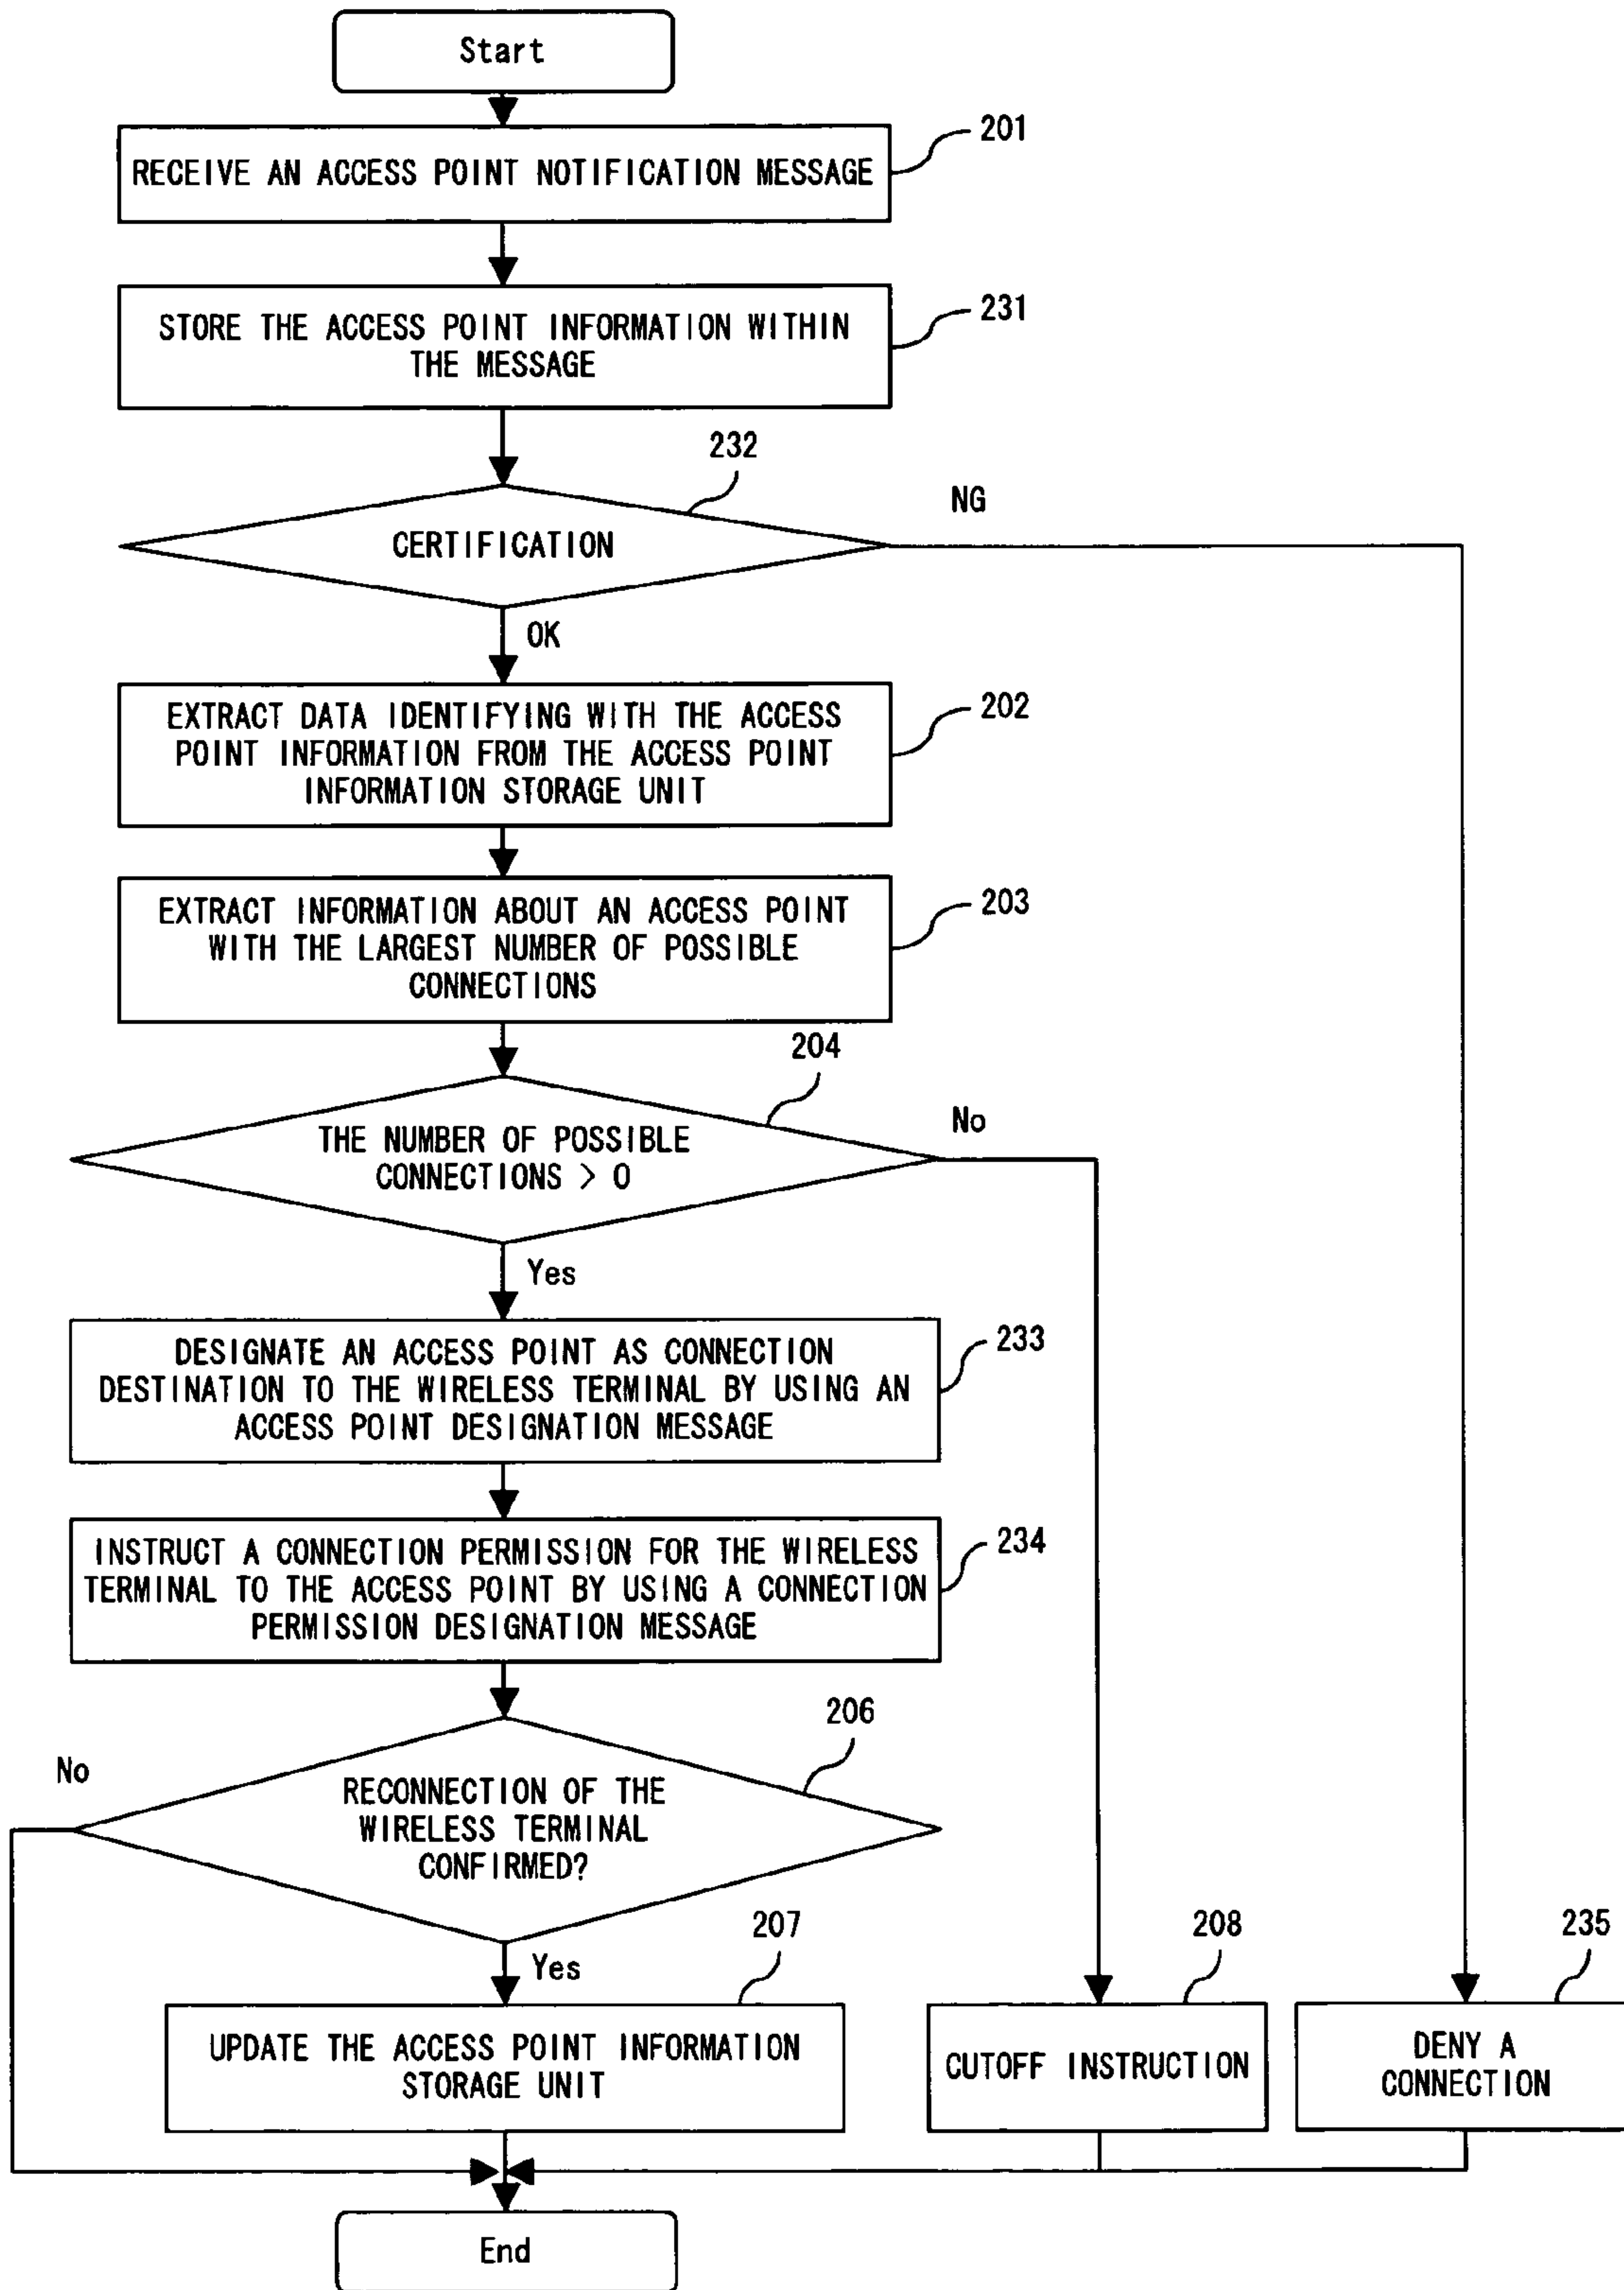 Start
201
RECEIVE AN ACCESS POINT NOTIFICATION MESSAGE
231
STORE THE ACCESS POINT INFORMATION WITHIN
THE MESSAGE
232
NG
CERTIFICATION
OK
202
EXTRACT DATA IDENTIFYING WITH THE ACCESS
POINT INFORMATION FROM THE ACCESS POINT
INFORMATION STORAGE UNIT
203
EXTRACT INFORMATION ABOUT AN ACCESS POINT
WITH THE LARGEST NUMBER OF POSSIBLE
CONNECTIONS
204
No
THE NUMBER OF POSSIBLE
CONNECTIONS > 0
Yes
233
DESIGNATE AN ACCESS POINT AS CONNECTION
DESTINATION TO THE WIRELESS TERMINAL BY USING AN
ACCESS POINT DESIGNATION MESSAGE
234
INSTRUCT A CONNECTION PERMISSION FOR THE WIRELESS
TERMINAL TO THE ACCESS POINT BY USING A CONNECTION
PERMISSION DESIGNATION MESSAGE
206
No
RECONNECTION OF THE
WIRELESS TERMINAL
CONFIRMED?
Yes
207
208
235
UPDATE THE ACCESS POINT INFORMATION
STORAGE UNIT
CUTOFF INSTRUCTION
DENY A
CONNECTION
End